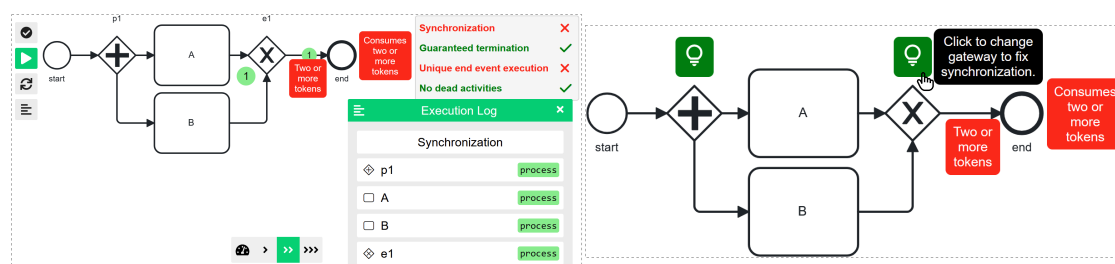 p1
e1
A
B
start
end
1
1
Two or
more
tokens
Consumes
two or
more
tokens
Synchronization
Guaranteed termination
Unique end event execution
No dead activities
Execution Log
Synchronization
p1 process
A process
B process
e1 process
Click to change
gateway to fix
synchronization.
start
A
B
Two or
more
tokens
end
Consumes
two or
more
tokens